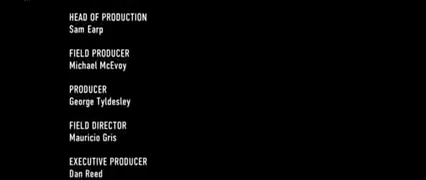 HEAD OF PRODUCTION
Sam Earp
FIELD PRODUCER
Michael McEvoy
PRODUCER
George Tyldesley
FIELD DIRECTOR
Mauricio Gris
EXECUTIVE PRODUCER
Dan Reed